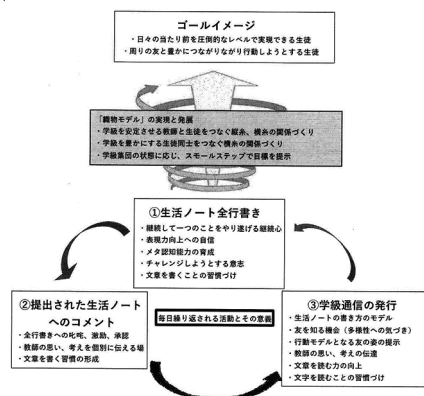 ゴールイメージ
・日々の当たり前を圧倒的なレベルで実現できる生徒
・周りの友と豊かにつながりながら行動しようとする生徒
「織物モデル」の実現と発展
・学級を安定させる教師と生徒をつなぐ縦糸、横糸の関係づくり
・学級を豊かにする生徒同士をつなぐ横糸の関係づくり
・学級集団の状態に応じ、スモールステップで目標を提示
①生活ノート全行書き
・継続して一つのことをやり遂げる継続心
・表現力向上への自信
・メタ認知能力の育成
・チャレンジしようとする意志
・文章を書くことの習慣づけ
②提出された生活ノート
へのコメント
・全行書きへの叱咤、激励、承認
・教師の思い、考えを個別に伝える場
・文章を書く習慣の形成
毎日繰り返される活動とその意義
③学級通信の発行
・生活ノートの書き方のモデル
・友を知る機会（多様性への気づき）
・行動モデルとなる友の姿の提示
・教師の思い、考えの伝達
・文章を読む力の向上
・文字を読むことの習慣づけ